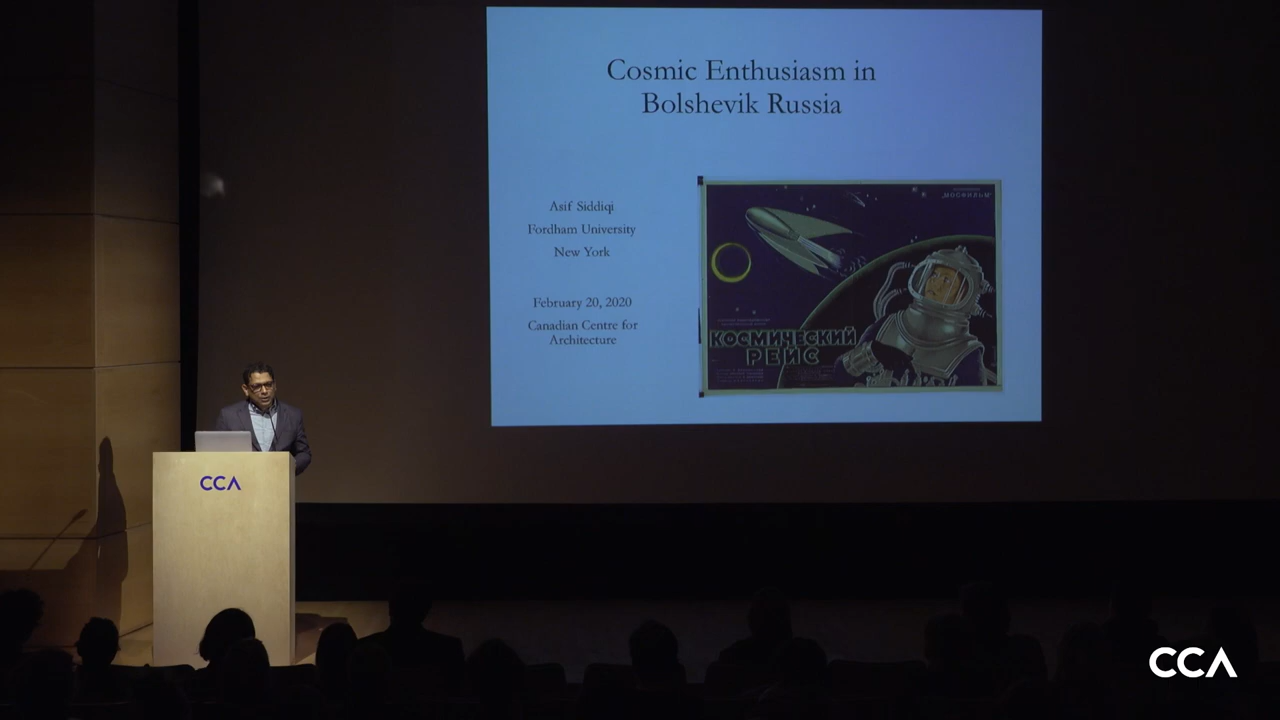 Cosmic Enthusiasm in
Bolshevik Russia
Asif Siddiqi
Fordham University
New York
February 20, 2020
Canadian Centre for
Architecture
„МОСФИЛЬМ"
КОСМИЧЕСКИЙ
РЕЙС
CCA
CCA